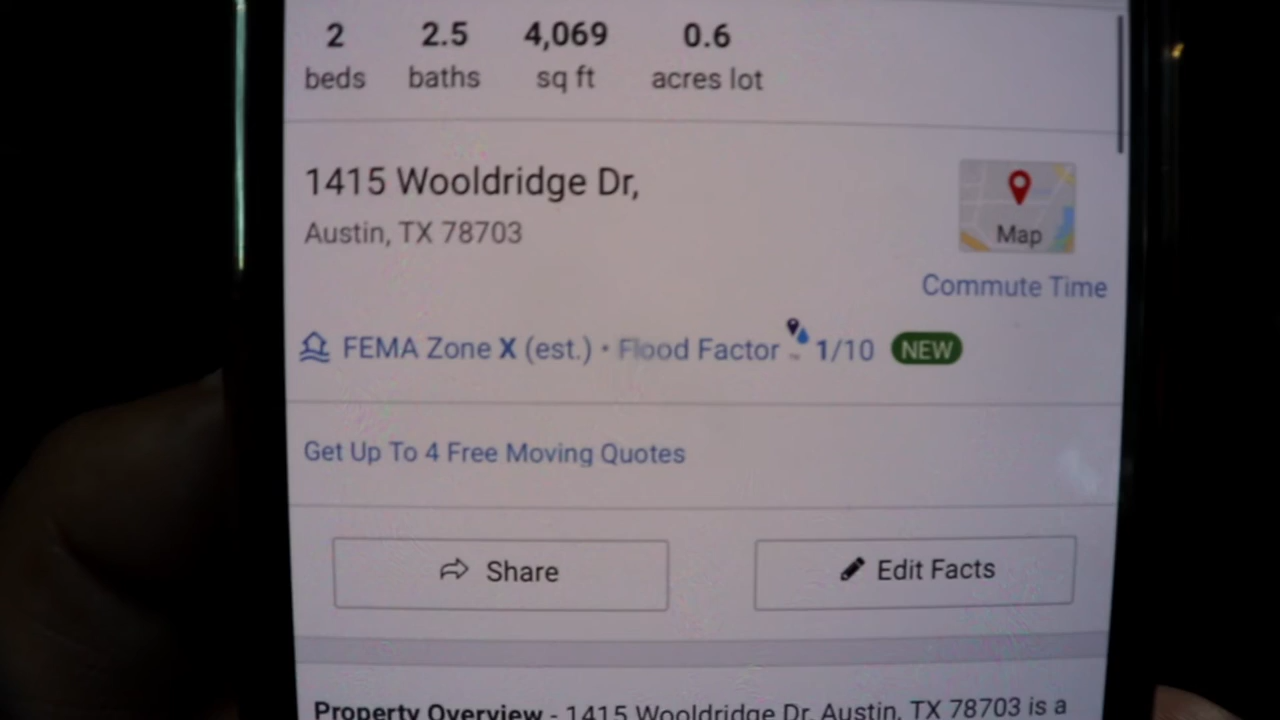 2 2.5 4,069 0.6
beds baths sq ft acres lot
1415 Wooldridge Dr,
Austin, TX 78703
Map
Commute Time
FEMA Zone X (est.) • Flood Factor 1/10 NEW
Get Up To 4 Free Moving Quotes
Share Edit Facts
Property Overview - 1415 Wooldridge Dr, Austin, TX 78703 is a